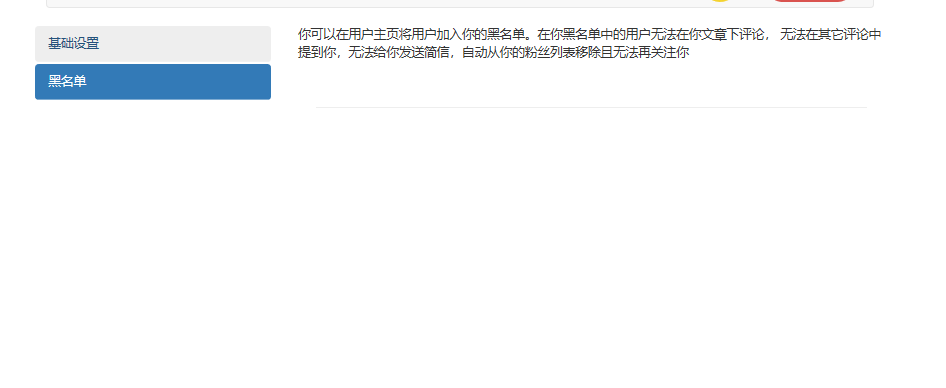 基础设置
黑名单
你可以在用户主页将用户加入你的黑名单。在你黑名单中的用户无法在你文章下评论， 无法在其它评论中
提到你，无法给你发送简信，自动从你的粉丝列表移除且无法再关注你